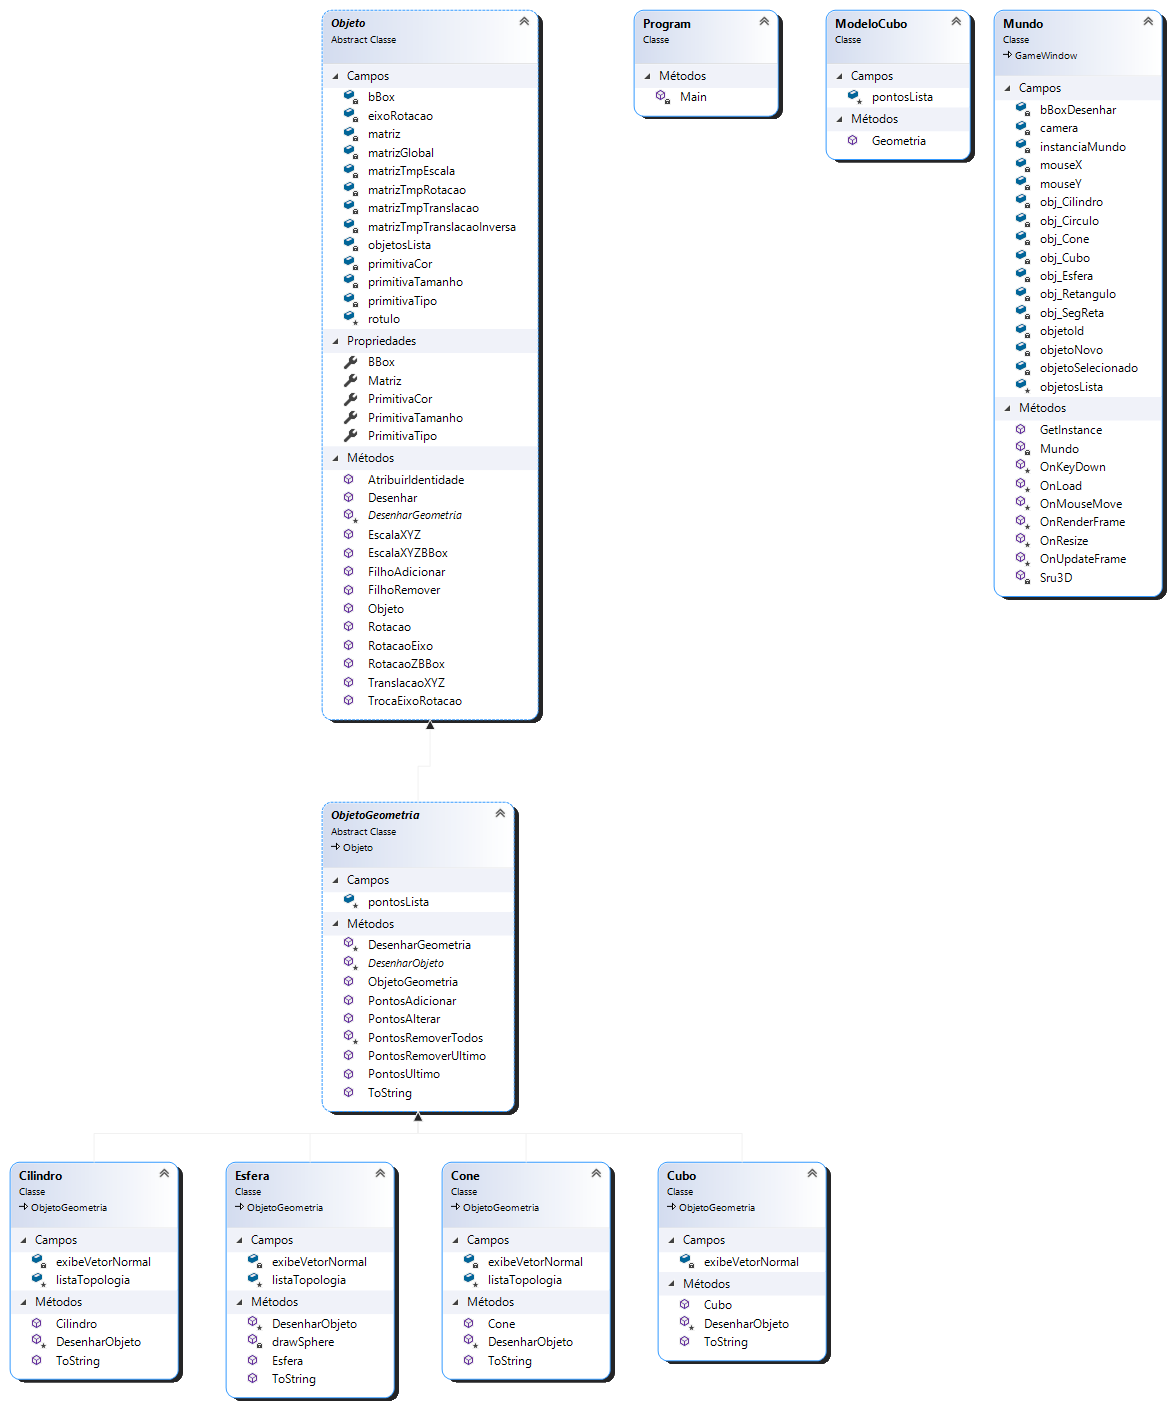 Objeto
Abstract Classe
Campos
bBox
eixoRotacao
matriz
matrizGlobal
matrizTmpEscala
matrizTmpRotacao
matrizTmpTranslacao
matrizTmpTranslacaoInversa
objetosLista
primitivaCor
primitivaTamanho
primitivaTipo
rotulo
Propriedades
BBox
Matriz
PrimitivaCor
PrimitivaTamanho
PrimitivaTipo
Métodos
AtribuirIdentidade
Desenhar
DesenharGeometria
EscalaXYZ
EscalaXYZBBox
FilhoAdicionar
FilhoRemover
Objeto
Rotacao
RotacaoEixo
RotacaoZBBox
TranslacaoXYZ
TrocaEixoRotacao
Program
Classe
Métodos
Main
ModeloCubo
Classe
Campos
pontosLista
Métodos
Geometria
Mundo
Classe
GameWindow
Campos
bBoxDesenhar
camera
instanciaMundo
mouseX
mouseY
obj_Cilindro
obj_Circulo
obj_Cone
obj_Cubo
obj_Esfera
obj_Retangulo
obj_SegReta
objetoId
objetoNovo
objetoSelecionado
objetosLista
Métodos
GetInstance
Mundo
OnKeyDown
OnLoad
OnMouseMove
OnRenderFrame
OnResize
OnUpdateFrame
Sru3D
ObjetoGeometria
Abstract Classe
Objeto
Campos
pontosLista
Métodos
DesenharGeometria
DesenharObjeto
ObjetoGeometria
PontosAdicionar
PontosAlterar
PontosRemoverTodos
PontosRemoverUltimo
PontosUltimo
ToString
Cilindro
Classe
ObjetoGeometria
Campos
exibeVetorNormal
listaTopologia
Métodos
Cilindro
DesenharObjeto
ToString
Esfera
Classe
ObjetoGeometria
Campos
exibeVetorNormal
listaTopologia
Métodos
DesenharObjeto
drawSphere
Esfera
ToString
Cone
Classe
ObjetoGeometria
Campos
exibeVetorNormal
listaTopologia
Métodos
Cone
DesenharObjeto
ToString
Cubo
Classe
ObjetoGeometria
Campos
exibeVetorNormal
Métodos
Cubo
DesenharObjeto
ToString